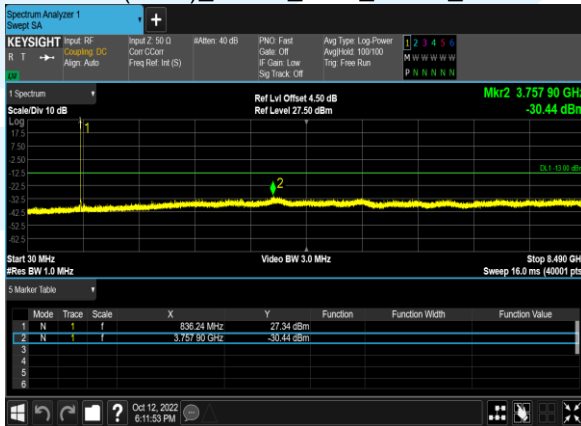 Spectrum Analyzer 1
Swept SA
+
KEYSIGHT Input: RF Input Z: 50 Ω #Atten: 40 dB PNO: Fast Avg Type: Log-Power 1 2 3 4 5 6
R T Coupling: DC Corr CCorr Gate: Off Avg|Hold: 100/100 M W W W W W
Align: Auto Freq Ref: Int (S) IF Gain: Low Trig: Free Run P N N N N N
Sig Track: Off
1 Spectrum
Ref Lvl Offset 4.50 dB
Mkr2 3.757 90 GHz
Scale/Div 10 dB
Ref Level 27.50 dBm
-30.44 dBm
Log
17.5
7.50
-2.50
-12.5
-22.5
-32.5
-42.5
-52.5
-62.5
1
2
DL1 -13.00 dBm
Start 30 MHz Video BW 3.0 MHz Stop 8.490 GH
#Res BW 1.0 MHz Sweep 16.0 ms (40001 pts
5 Marker Table
Mode Trace Scale X Y Function Function Width Function Value
1 N 1 f 836.24 MHz 27.34 dBm
2 N 1 f 3.757 90 GHz -30.44 dBm
3
4
5
6
?
Oct 12, 2022
6:11:53 PM